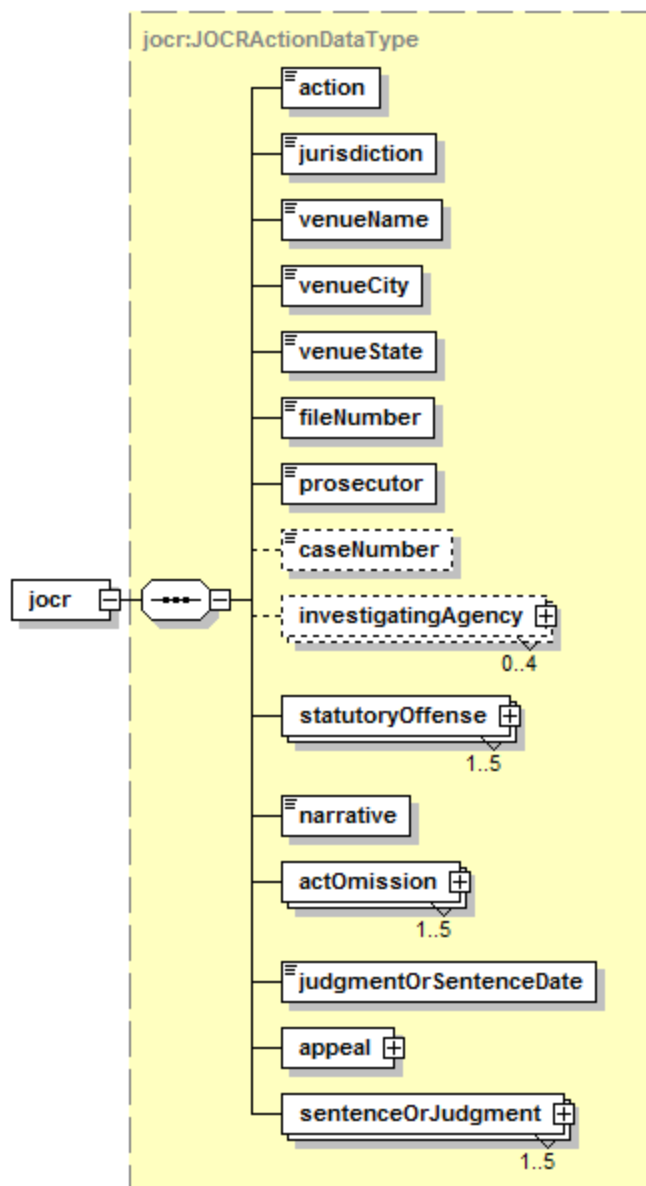 jocr:JOCRActionDataType
action
jurisdiction
venueName
venueCity
venueState
fileNumber
prosecutor
caseNumber
jocr
investigatingAgency
0..4
statutoryOffense
1..5
narrative
actOmission
1..5
judgmentOrSentenceDate
appeal
sentenceOrJudgment
1..5